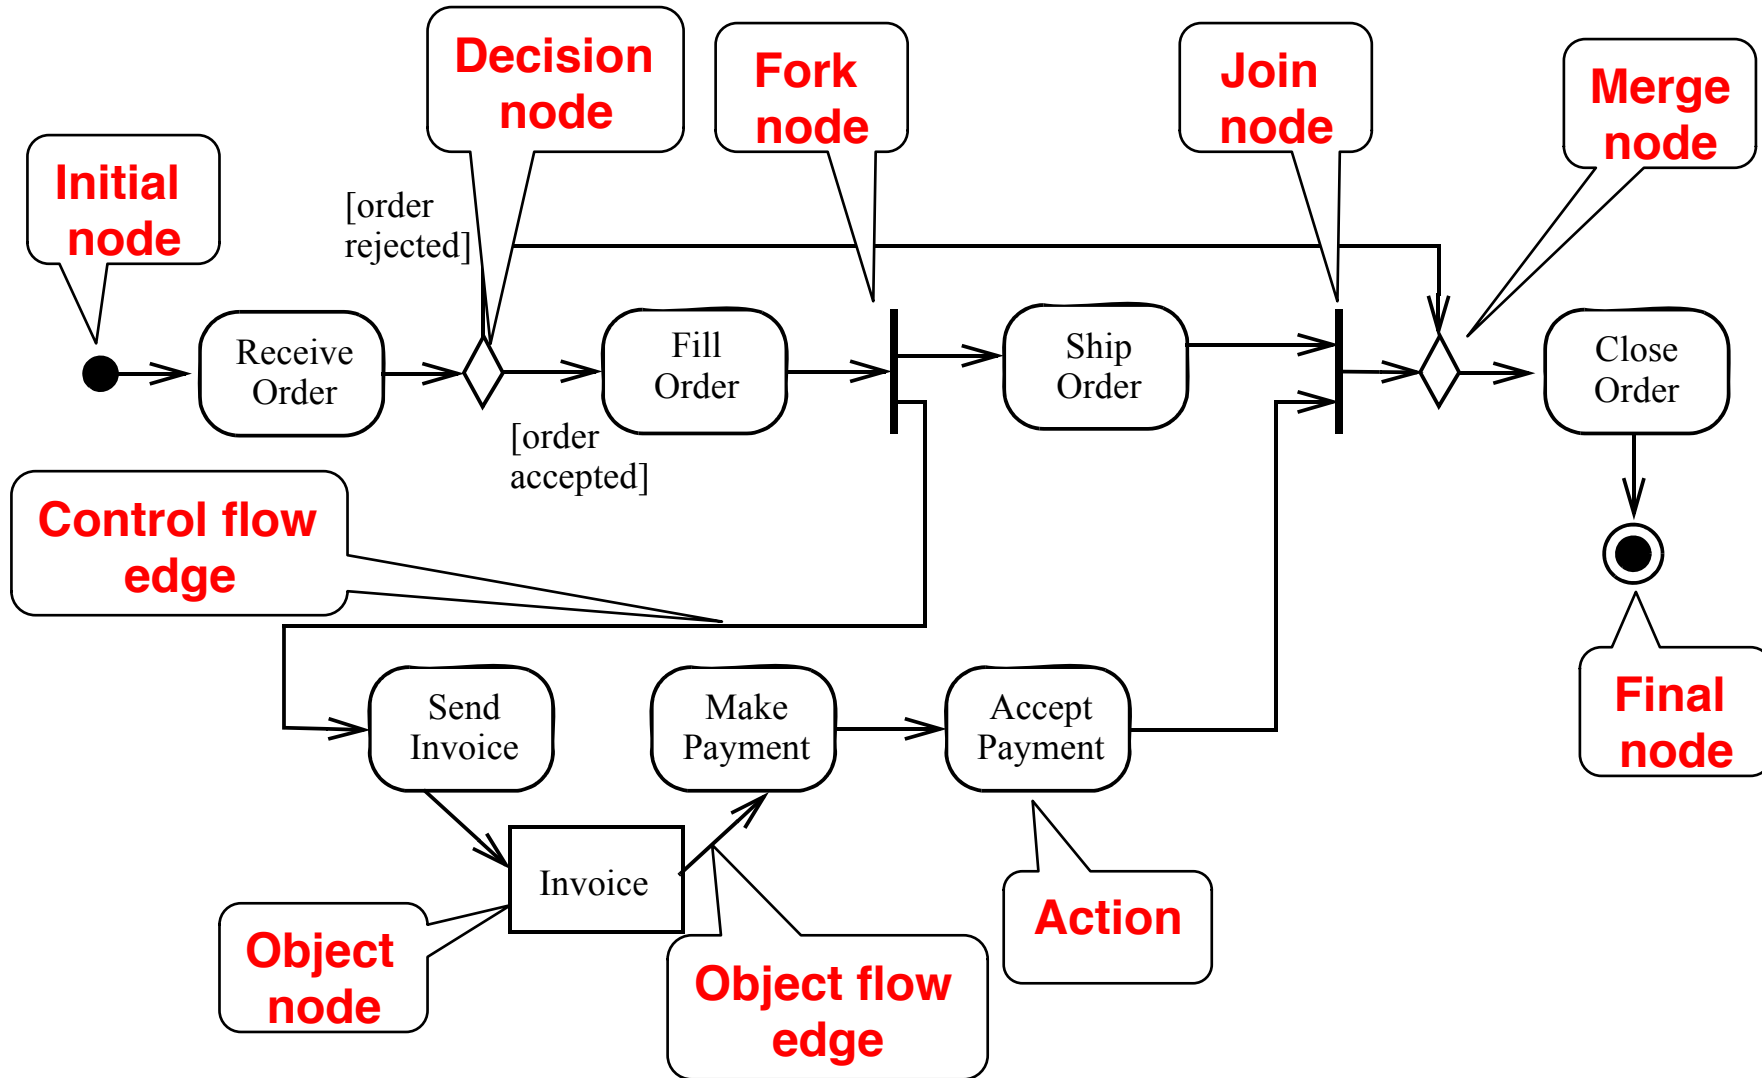 Decision
node
Fork
node
Join
node
Merge
node
Initial
node
[order
rejected]
Receive
Order
Fill
Order
Ship
Order
Close
Order
[order
accepted]
Control flow
edge
Send
Invoice
Make
Payment
Accept
Payment
Final
node
Invoice
Action
Object
node
Object flow
edge